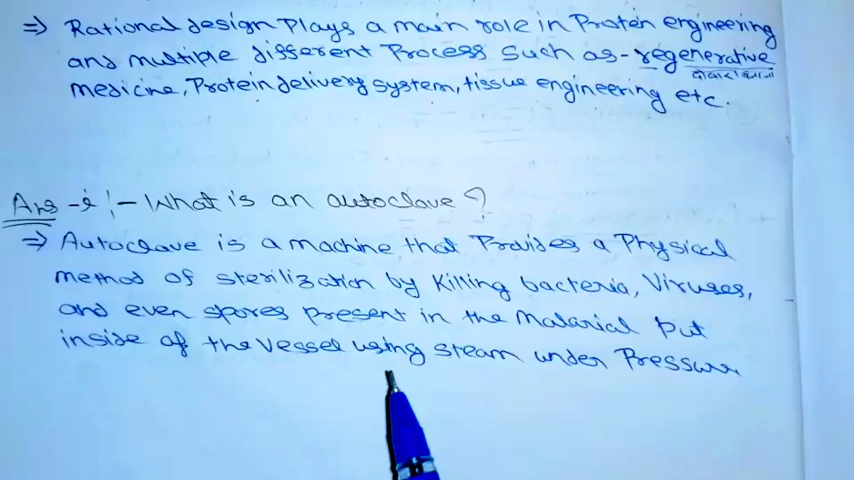 ⇒ Rational design Plays a main role in Protein engineering
and multiple different Process such as - regenerative
medicine, Protein delivery system, tissue engineering etc.
Ans - i :- What is an autoclave ?
⇒ Autoclave is a machine that Provides a Physical
method of sterilization by killing bacteria, Viruses,
and even spores present in the Matarial put
inside of the vessel using steam under Pressure